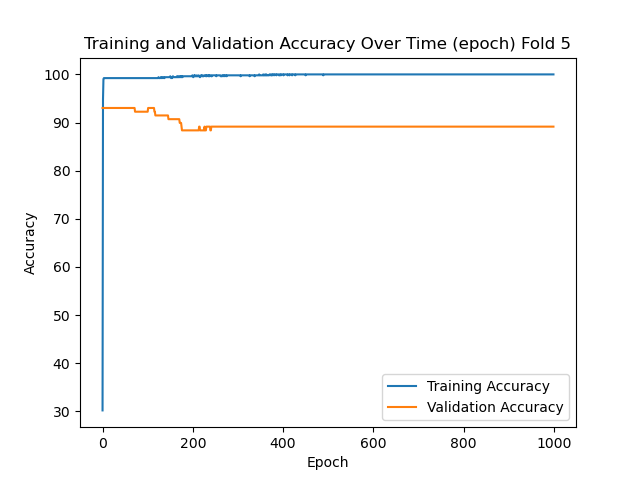 Training and Validation Accuracy Over Time (epoch) Fold 5
100
90
80
70
60
50
40
30
Accuracy
0
200
400
600
800
1000
Epoch
Training Accuracy
Validation Accuracy